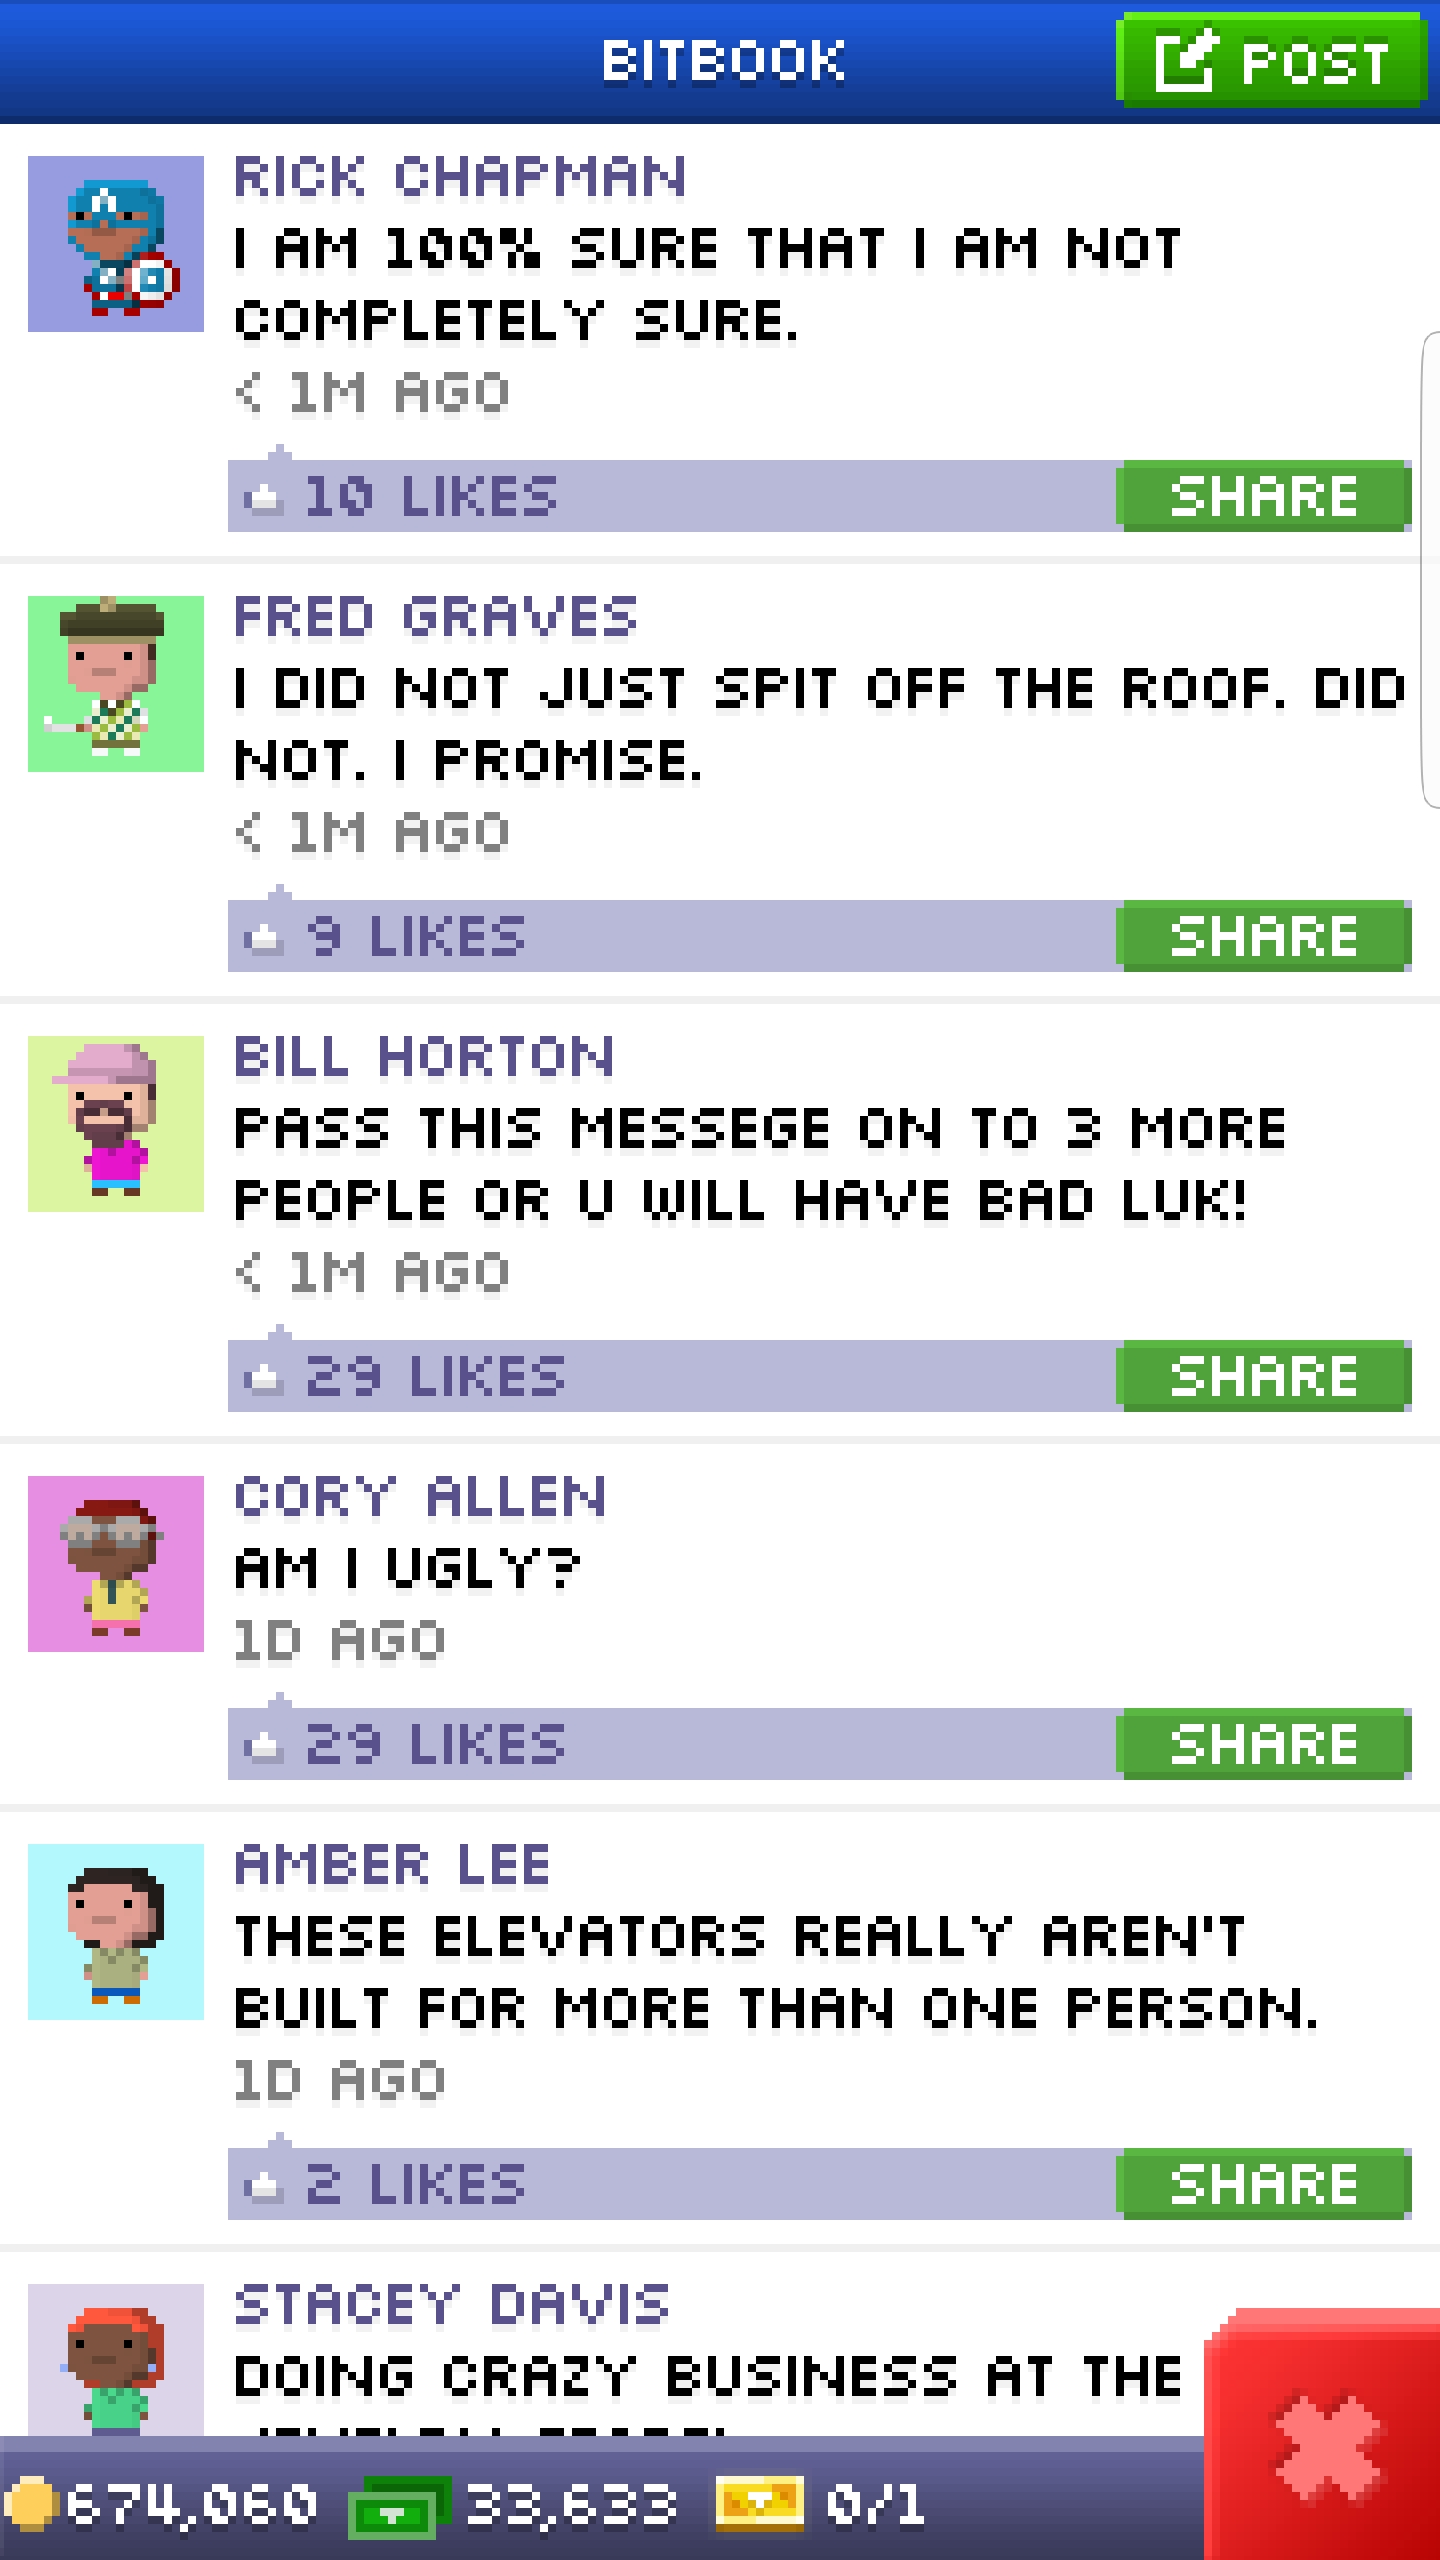 BITBOOK
POST
RICK CHAPMAN
I AM 100% SURE THAT I AM NOT
COMPLETELY SURE.
< 1M AGO
10 LIKES
SHARE
FRED GRAVES
I DID NOT JUST SPIT OFF THE ROOF. DID
NOT. I PROMISE.
< 1M AGO
9 LIKES
SHARE
BILL HORTON
PASS THIS MESSEGE ON TO 3 MORE
PEOPLE OR U WILL HAVE BAD LUK!
< 1M AGO
29 LIKES
SHARE
CORY ALLEN
AM I UGLY?
1D AGO
29 LIKES
SHARE
AMBER LEE
THESE ELEVATORS REALLY AREN'T
BUILT FOR MORE THAN ONE PERSON.
1D AGO
2 LIKES
SHARE
STACEY DAVIS
DOING CRAZY BUSINESS AT THE
674,060 33,633 0/1